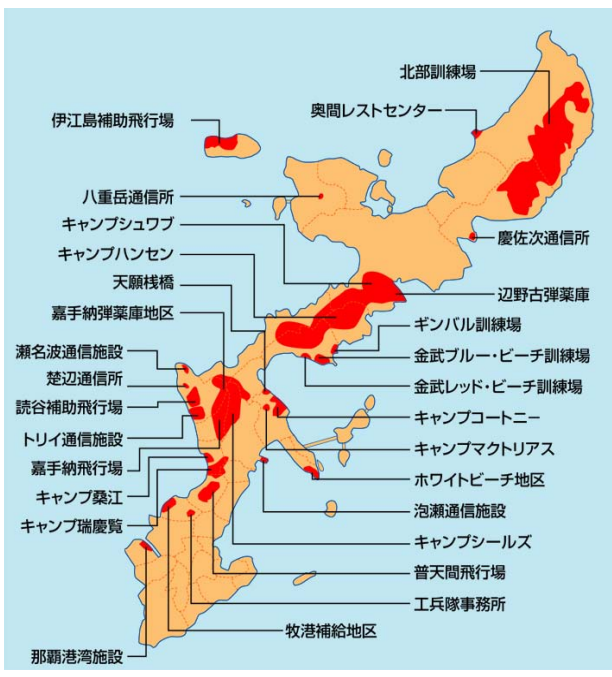 北部訓練場
奥間レストセンター
伊江島補助飛行場
八重岳通信所
キャンプシュワブ
慶佐次通信所
キャンプハンセン
天願桟橋
辺野古弾薬庫
嘉手納弾薬庫地区
ギンバル訓練場
瀬名波通信施設
金武ブルー・ビーチ訓練場
楚辺通信所
金武レッド・ビーチ訓練場
読谷補助飛行場
キャンプコートニー
トリイ通信施設
キャンプマクトリアス
嘉手納飛行場
ホワイトビーチ地区
キャンプ桑江
泡瀬通信施設
キャンプ瑞慶覧
キャンプシールズ
普天間飛行場
工兵隊事務所
牧港補給地区
那覇港湾施設